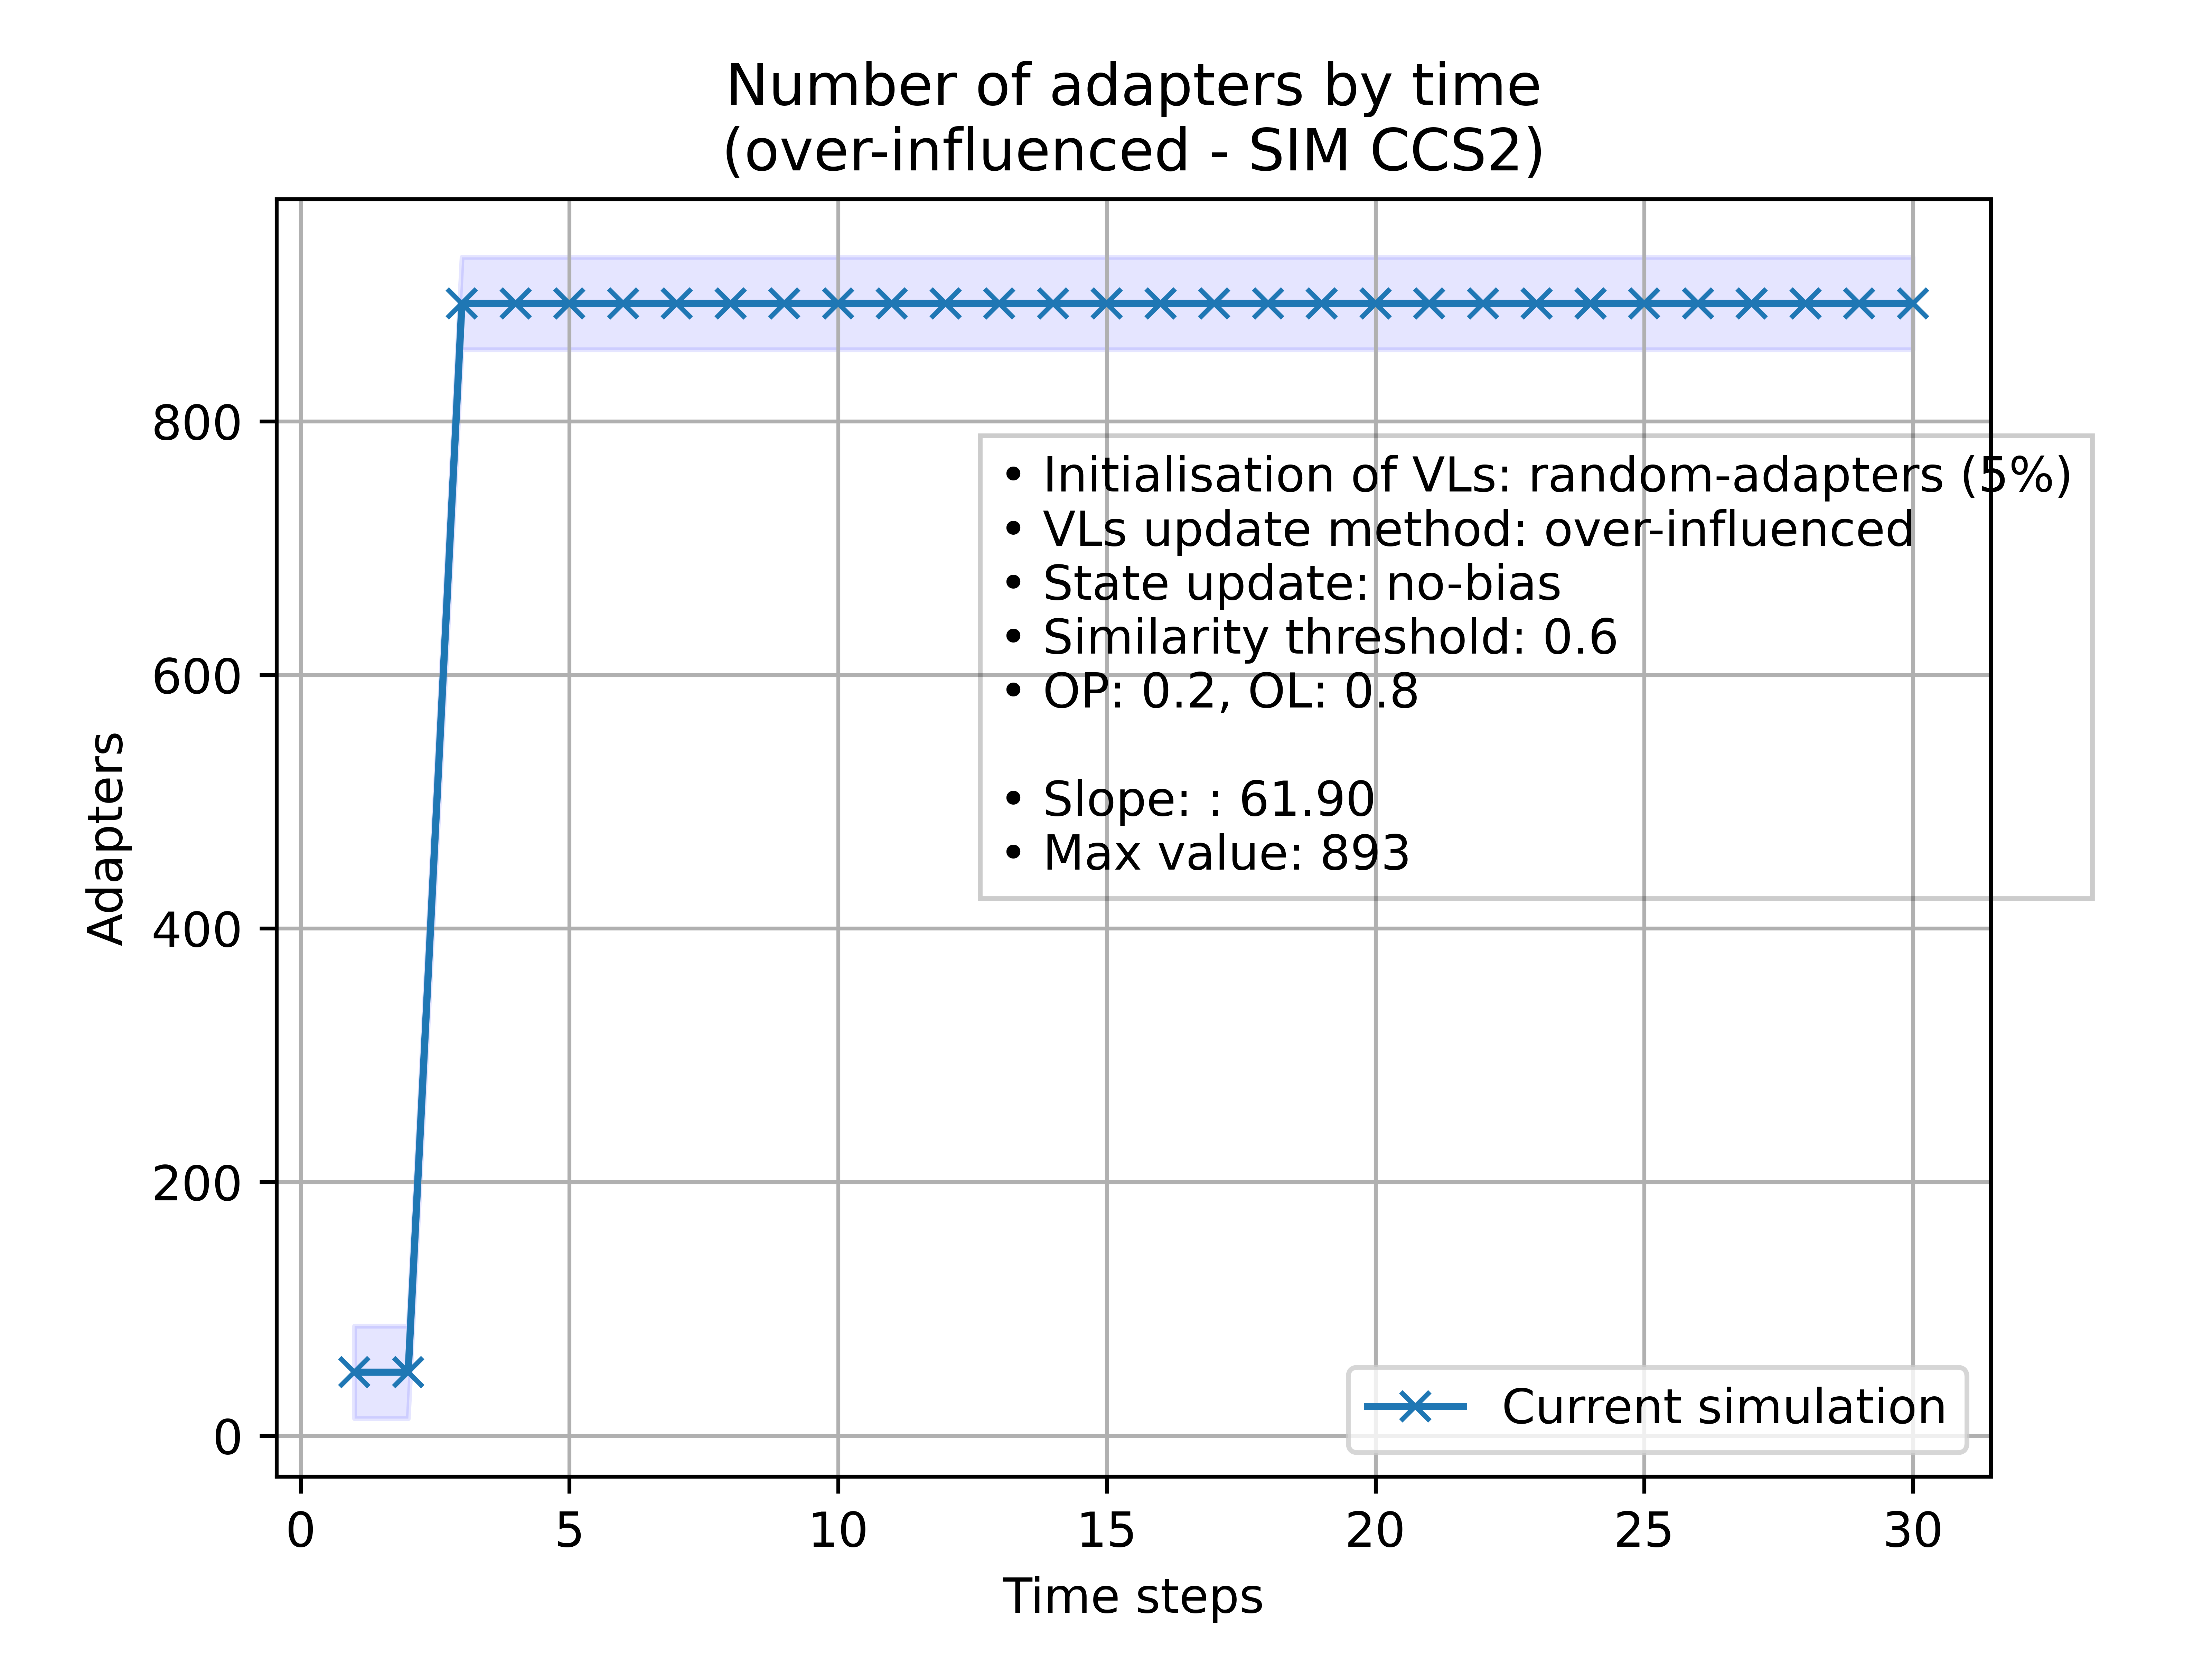 Number of adapters by time
(over-influenced - SIM CCS2)
800
600
400
200
0
Adapters
• Initialisation of VLs: random-adapters (5%)
• VLs update method: over-influenced
• State update: no-bias
• Similarity threshold: 0.6
• OP: 0.2, OL: 0.8
• Slope: : 61.90
• Max value: 893
Current simulation
0 5 10 15 20 25 30
Time steps